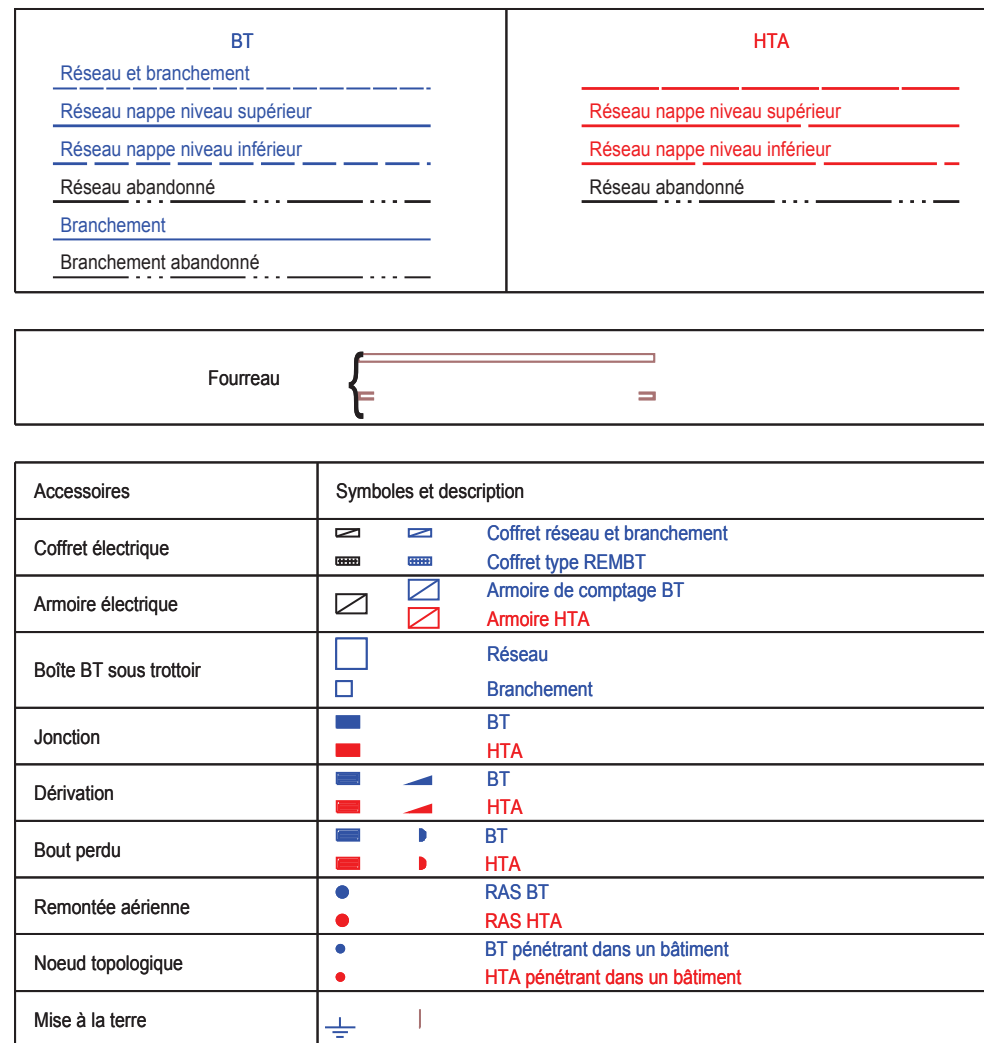 BT
Réseau et branchement
Réseau nappe niveau supérieur
Réseau nappe niveau inférieur
Réseau abandonné
Branchement
Branchement abandonné
HTA
Réseau nappe niveau supérieur
Réseau nappe niveau inférieur
Réseau abandonné
Fourreau
Accessoires
Symboles et description
Coffret électrique
Coffret réseau et branchement
Coffret type REMBT
Armoire électrique
Armoire de comptage BT
Armoire HTA
Boîte BT sous trottoir
Réseau
Branchement
Jonction
BT
HTA
Dérivation
BT
HTA
Bout perdu
BT
HTA
Remontée aérienne
RAS BT
RAS HTA
Noeud topologique
BT pénétrant dans un bâtiment
HTA pénétrant dans un bâtiment
Mise à la terre